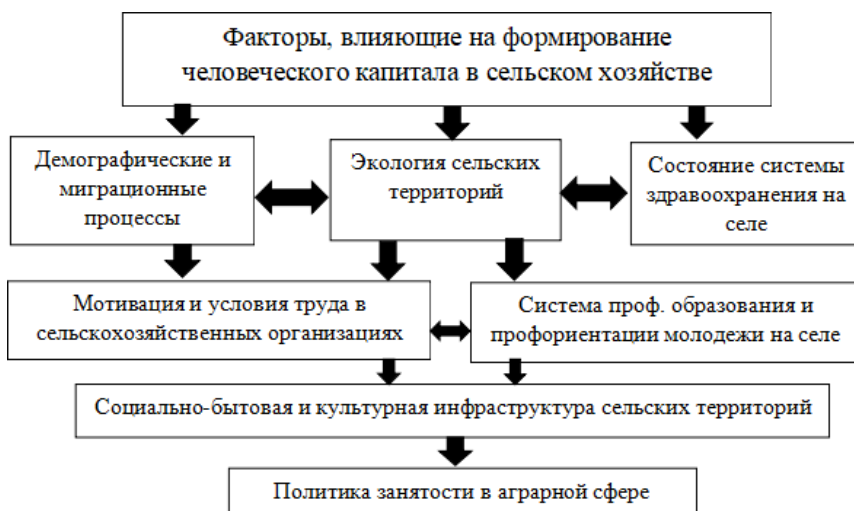 Факторы, влияющие на формирование
человеческого капитала в сельском хозяйстве
Демографические и
миграционные
процессы
Экология сельских
территорий
Состояние системы
здравоохранения на
селе
Мотивация и условия труда в
сельскохозяйственных организациях
Система проф. образования и
профориентации молодежи на селе
Социально-бытовая и культурная инфраструктура сельских территорий
Политика занятости в аграрной сфере